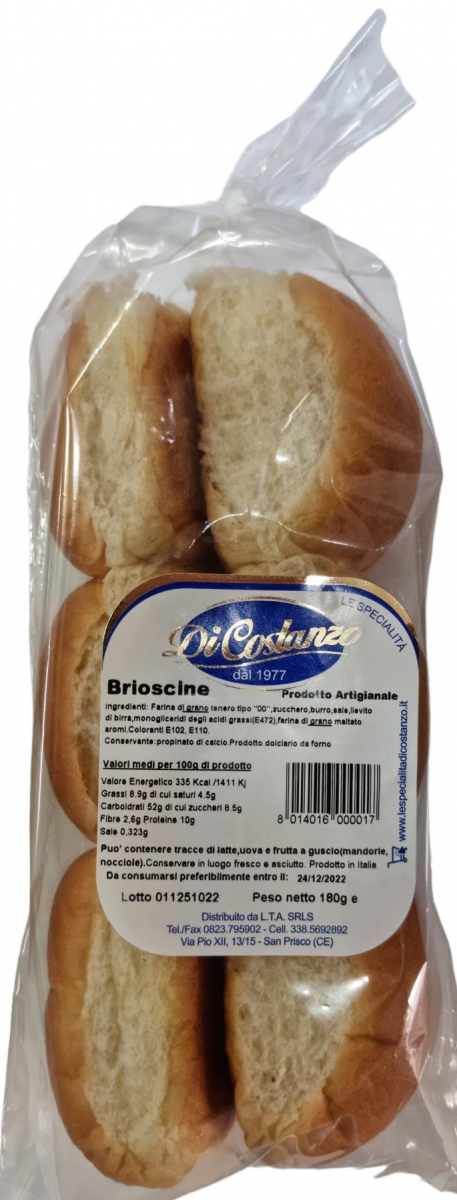 LE SPECIALITÀ
Di Costanzo
dal 1977
Brioscine
Prodotto Artigianale
ingredienti: Farina di grano tenero tipo "00",zucchero,burro,sale,lievito
di birra,monogliceridi degli acidi grassi(E472),farina di grano maltato
aromi.Coloranti E102, E110.
Conservante:propinato di calcio.Prodotto dolciario da forno
Valori medi per 100g di prodotto
Valore Energetico 335 Kcal /1411 Kj
Grassi 8.9g di cui saturi 4.5g
Carboidrati 52g di cui zuccheri 8.5g
Fibre 2,6g Proteine 10g
Sale 0,323g
8 014016 000017
www.lespecialitadicostanzo.it
Puo' contenere tracce di latte,uova e frutta a guscio(mandorle,
nocciole).Conservare in luogo fresco e asciutto. Prodotto in Italia
Da consumarsi preferibilmente entro il: 24/12/2022
Lotto 011251022 Peso netto 180g e
Distribuito da L.T.A. SRLS
Tel./Fax 0823.795902 - Cell. 338.5692892
Via Pio XII, 13/15 - San Prisco (CE)